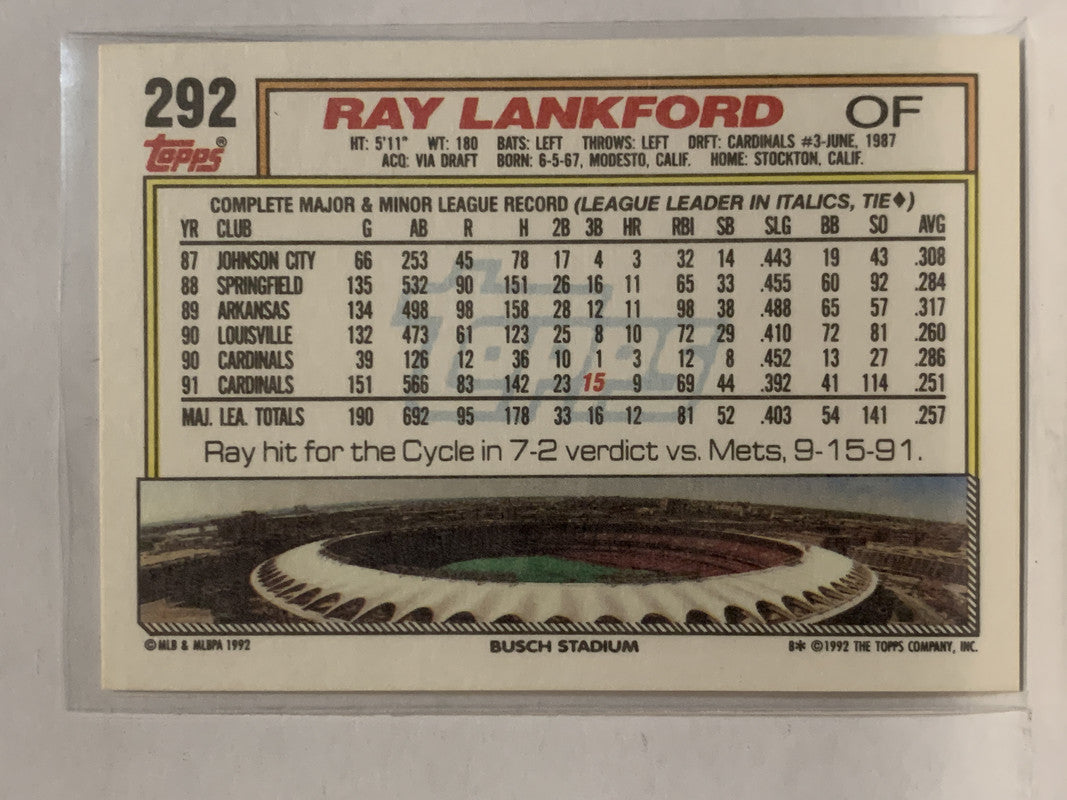 292
RAY LANKFORD OF
Topps®
HT: 5'11" WT: 180 BATS: LEFT THROWS: LEFT DRFT: CARDINALS #3-JUNE, 1987
ACQ: VIA DRAFT BORN: 6-5-67, MODESTO, CALIF. HOME: STOCKTON, CALIF.
COMPLETE MAJOR & MINOR LEAGUE RECORD (LEAGUE LEADER IN ITALICS, TIE♦)
YR CLUB G AB R H 2B 3B HR RBI SB SLG BB SO AVG
87 JOHNSON CITY 66 253 45 78 17 4 3 32 14 .443 19 43 .308
88 SPRINGFIELD 135 532 90 151 26 16 11 65 33 .455 60 92 .284
89 ARKANSAS 134 498 98 158 28 12 11 98 38 .488 65 57 .317
90 LOUISVILLE 132 473 61 123 25 8 10 72 29 .410 72 81 .260
90 CARDINALS 39 126 12 36 10 1 3 12 8 .452 13 27 .286
91 CARDINALS 151 566 83 142 23 15 9 69 44 .392 41 114 .251
MAJ. LEA. TOTALS 190 692 95 178 33 16 12 81 52 .403 54 141 .257
Topps
Ray hit for the Cycle in 7-2 verdict vs. Mets, 9-15-91.
©MLB & MLBPA 1992 BUSCH STADIUM B* ©1992 THE TOPPS COMPANY, INC.